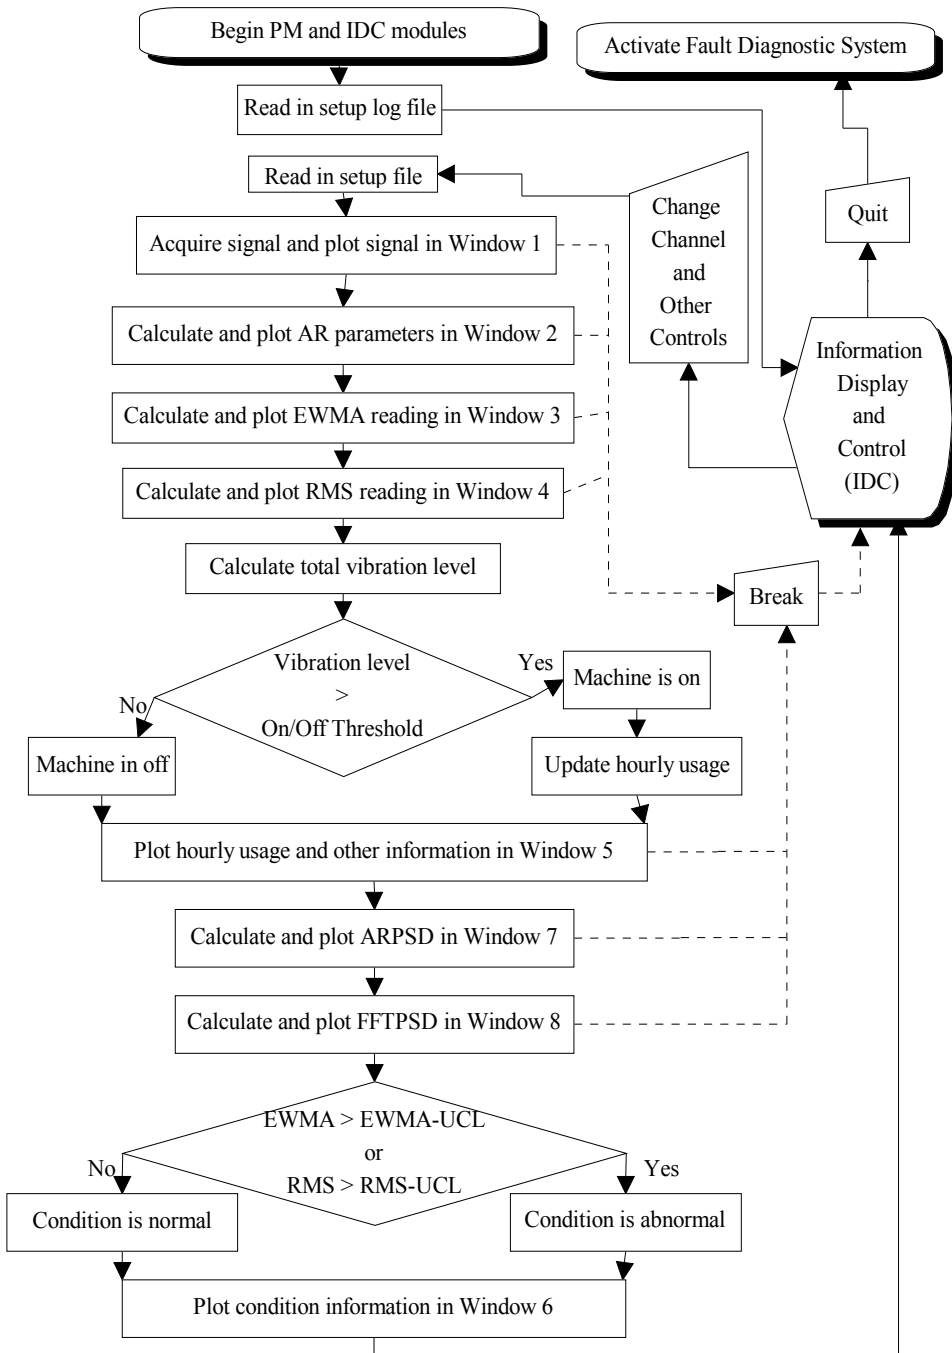 Begin PM and IDC modules
Activate Fault Diagnostic System
Read in setup log file
Read in setup file
Change
Channel
and
Other
Controls
Quit
Acquire signal and plot signal in Window 1
Calculate and plot AR parameters in Window 2
Information
Display
and
Control
(IDC)
Calculate and plot EWMA reading in Window 3
Calculate and plot RMS reading in Window 4
Calculate total vibration level
Break
Vibration level
>
On/Off Threshold
Yes
No
Machine is on
Machine in off
Update hourly usage
Plot hourly usage and other information in Window 5
Calculate and plot ARPSD in Window 7
Calculate and plot FFTPSD in Window 8
EWMA > EWMA-UCL
or
RMS > RMS-UCL
No
Yes
Condition is normal
Condition is abnormal
Plot condition information in Window 6